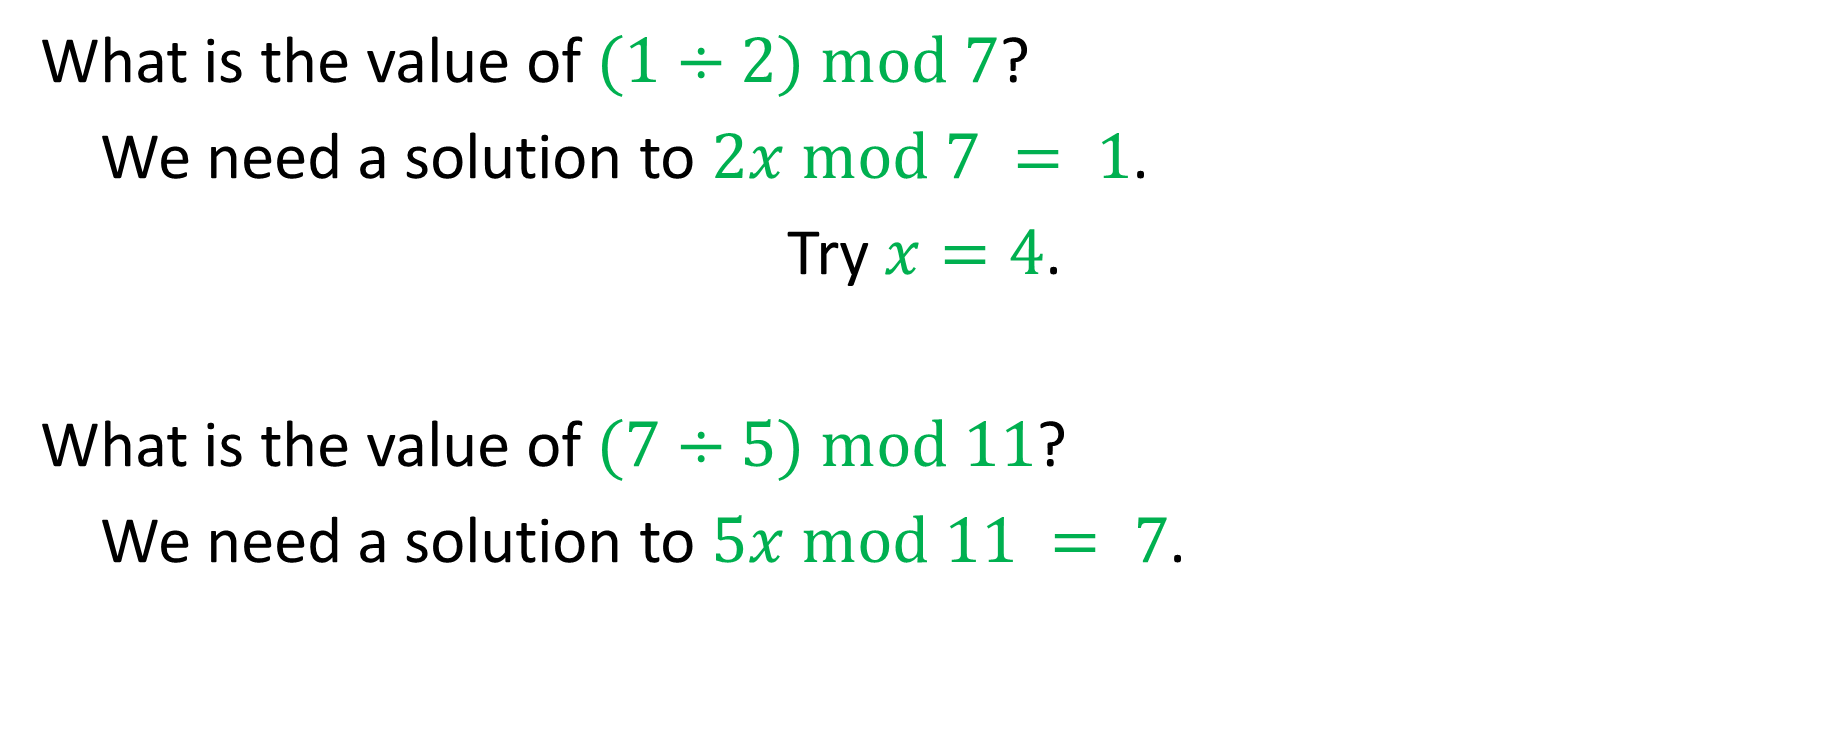 What is the value of (1 ÷ 2) mod 7?
We need a solution to 2x mod 7 = 1.
Try x = 4.
What is the value of (7 ÷ 5) mod 11?
We need a solution to 5x mod 11 = 7.